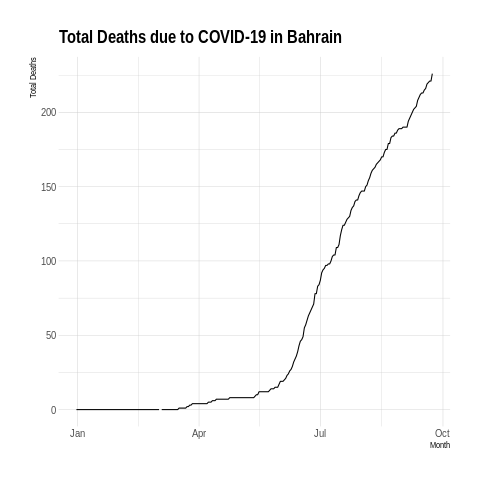 Total Deaths due to COVID-19 in Bahrain
Total Deaths
200
150
100
50
0
Jan Apr Jul Oct
Month